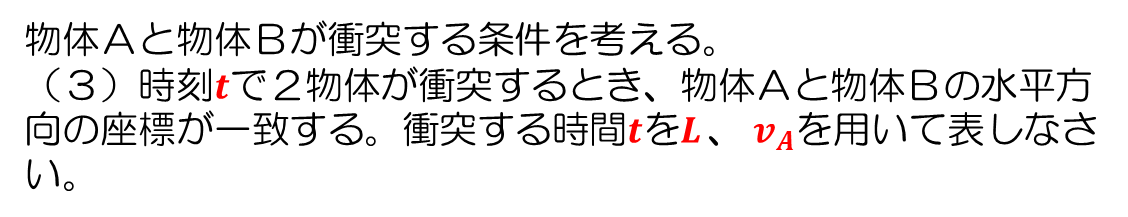 物体Ａと物体Ｂが衝突する条件を考える。
（３）時刻tで２物体が衝突するとき、物体Ａと物体Ｂの水平方
向の座標が一致する。衝突する時間tをL、v_Aを用いて表しなさ
い。